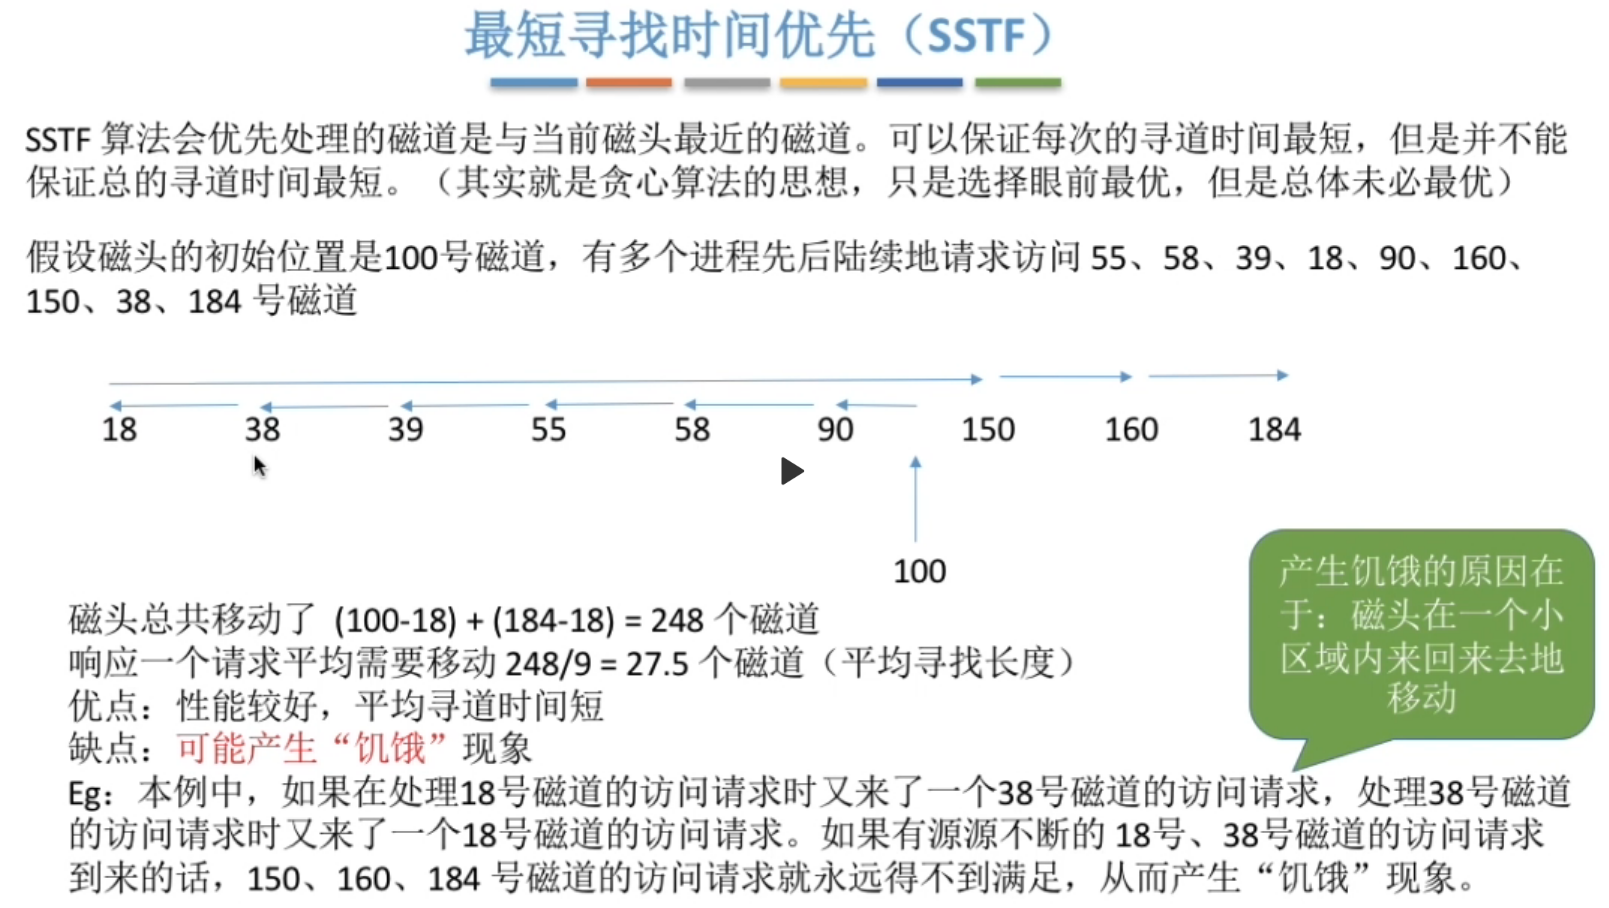 最短寻找时间优先（SSTF）
SSTF 算法会优先处理的磁道是与当前磁头最近的磁道。可以保证每次的寻道时间最短，但是并不能
保证总的寻道时间最短。（其实就是贪心算法的思想，只是选择眼前最优，但是总体未必最优）
假设磁头的初始位置是100号磁道，有多个进程先后陆续地请求访问 55、58、39、18、90、160、
150、38、184 号磁道
18 38 39 55 58 90 150 160 184
100
磁头总共移动了 (100-18) + (184-18) = 248 个磁道
响应一个请求平均需要移动 248/9 = 27.5 个磁道（平均寻找长度）
优点：性能较好，平均寻道时间短
缺点：可能产生“饥饿”现象
Eg：本例中，如果在处理18号磁道的访问请求时又来了一个38号磁道的访问请求，处理38号磁道
的访问请求时又来了一个18号磁道的访问请求。如果有源源不断的 18号、38号磁道的访问请求
到来的话，150、160、184 号磁道的访问请求就永远得不到满足，从而产生“饥饿”现象。
产生饥饿的原因在
于：磁头在一个小
区域内来回来去地
移动